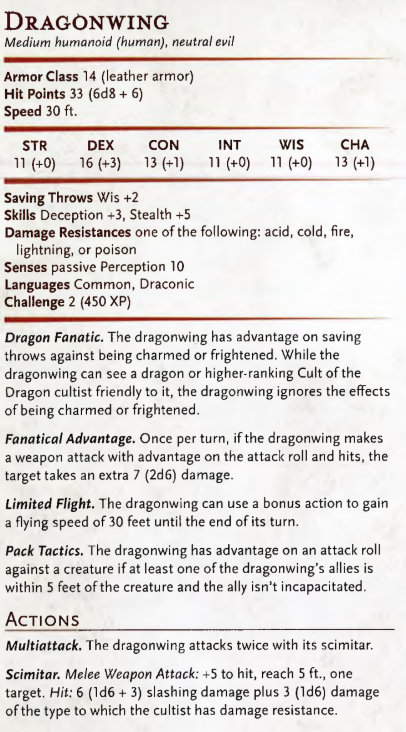 DRAGONWING
Medium humanoid (human), neutral evil
Armor Class 14 (leather armor)
Hit Points 33 (6d8 + 6)
Speed 30 ft.
STR DEX CON INT WIS CHA
11 (+0) 16 (+3) 13 (+1) 11 (+0) 11 (+0) 13 (+1)
Saving Throws Wis +2
Skills Deception +3, Stealth +5
Damage Resistances one of the following: acid, cold, fire,
lightning, or poison
Senses passive Perception 10
Languages Common, Draconic
Challenge 2 (450 XP)
Dragon Fanatic. The dragonwing has advantage on saving
throws against being charmed or frightened. While the
dragonwing can see a dragon or higher-ranking Cult of the
Dragon cultist friendly to it, the dragonwing ignores the effects
of being charmed or frightened.
Fanatical Advantage. Once per turn, if the dragonwing makes
a weapon attack with advantage on the attack roll and hits, the
target takes an extra 7 (2d6) damage.
Limited Flight. The dragonwing can use a bonus action to gain
a flying speed of 30 feet until the end of its turn.
Pack Tactics. The dragonwing has advantage on an attack roll
against a creature if at least one of the dragonwing's allies is
within 5 feet of the creature and the ally isn't incapacitated.
ACTIONS
Multiattack. The dragonwing attacks twice with its scimitar.
Scimitar. Melee Weapon Attack: +5 to hit, reach 5 ft., one
target. Hit: 6 (1d6 + 3) slashing damage plus 3 (1d6) damage
of the type to which the cultist has damage resistance.